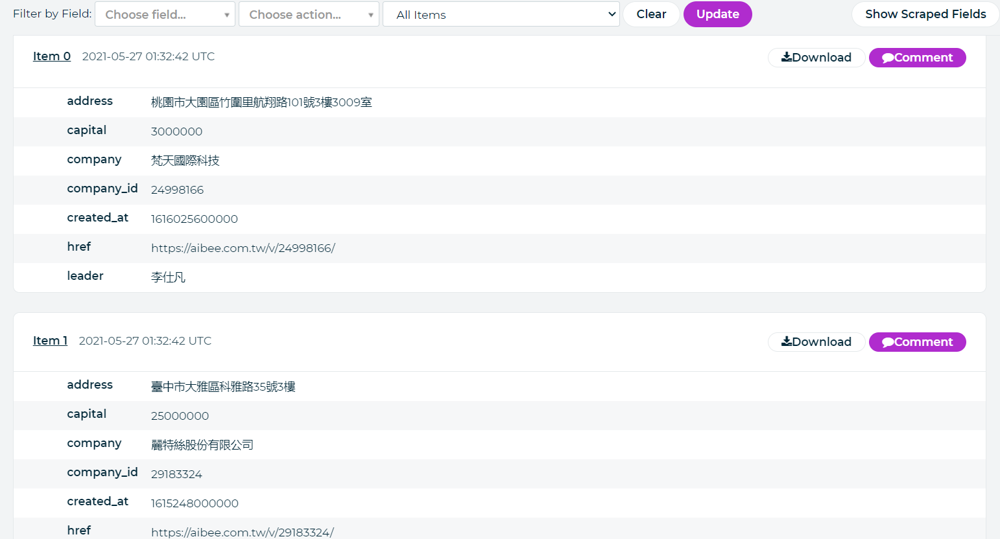 Filter by Field: Choose field... Choose action... All Items Clear Update Show Scraped Fields
Item 0 2021-05-27 01:32:42 UTC Download Comment
address 桃園市大園區竹圍里航翔路101號3樓3009室
capital 3000000
company 梵天國際科技
company_id 24998166
created_at 1616025600000
href https://aibee.com.tw/v/24998166/
leader 李仕凡
Item 1 2021-05-27 01:32:42 UTC Download Comment
address 臺中市大雅區科雅路35號3樓
capital 25000000
company 麗特絲股份有限公司
company_id 29183324
created_at 1615248000000
href https://aibee.com.tw/v/29183324/